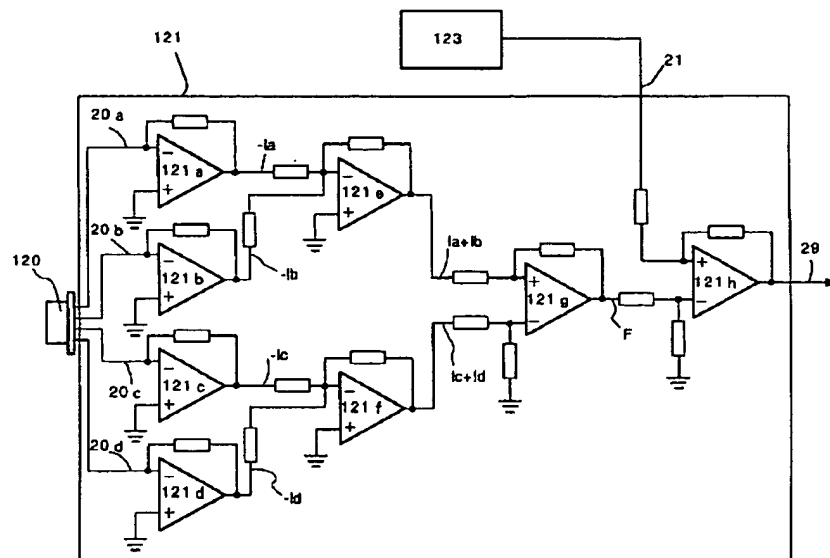 123
121
21
20 a
-Ia
-
121 a
+
-
121 e
+
20 b
-
121 b
+
-Ib
Ia+Ib
29
+
121 h
-
120
+
121 g
-
F
-
121 c
+
-Ic
20 c
-
121 f
+
Ic+Id
20 d
-
121 d
+
-Id